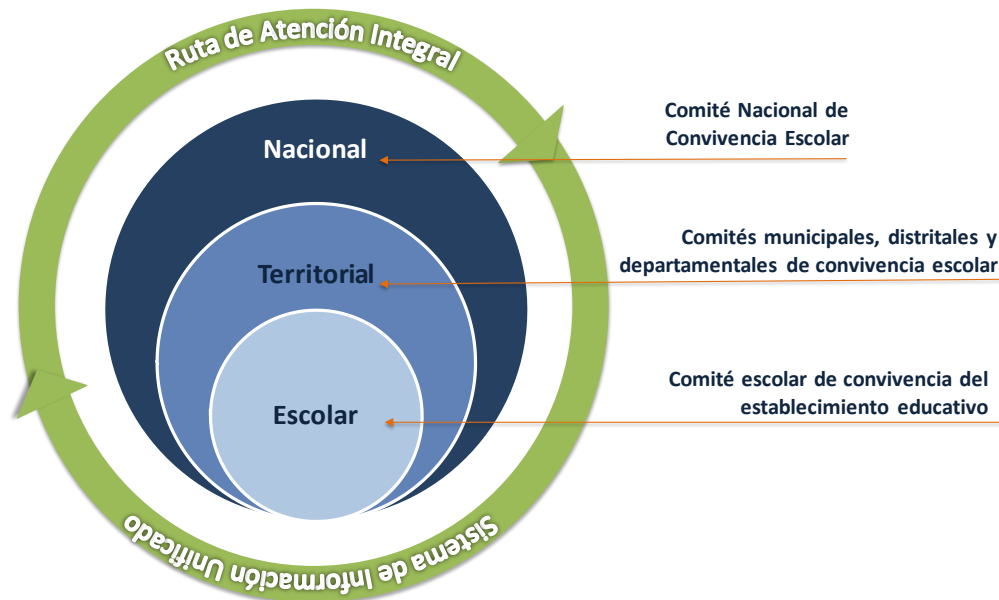 Ruta de Atención Integral
Nacional
Comité Nacional de
Convivencia Escolar
Territorial
Comités municipales, distritales y
departamentales de convivencia escolar
Escolar
Comité escolar de convivencia del
establecimiento educativo
Sistema de Información Unificado